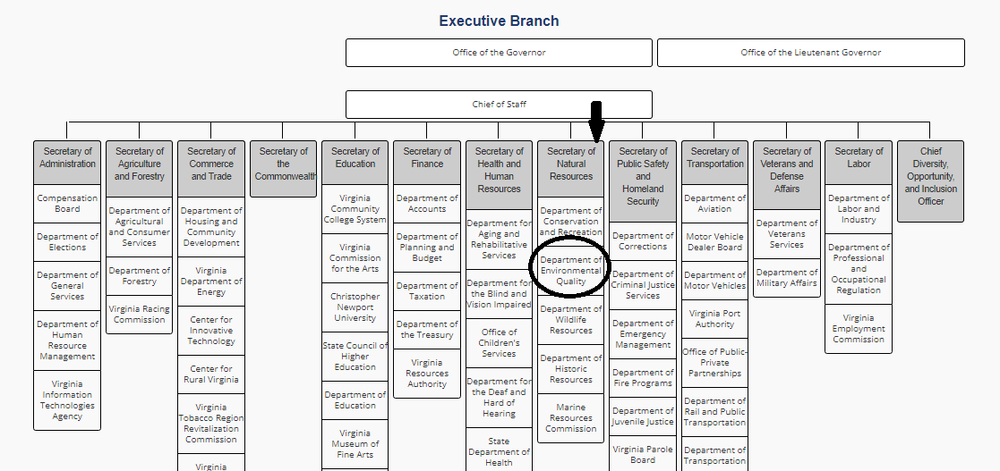 Executive Branch
Office of the Governor
Office of the Lieutenant Governor
Chief of Staff
Secretary of
Administration
Compensation
Board
Department of
Elections
Department of
General
Services
Department of
Human
Resource
Management
Virginia
Information
Technologies
Agency
Secretary of
Agriculture
and Forestry
Department of
Agricultural
and Consumer
Services
Department of
Forestry
Virginia Racing
Commission
Secretary of
Commerce
and Trade
Department of
Housing and
Community
Development
Virginia
Department of
Energy
Center for
Innovative
Technology
Center for
Rural Virginia
Virginia
Tobacco Region
Revitalization
Commission
Virginia
Secretary of
the
Commonwealth
Secretary of
Education
Virginia
Community
College System
Virginia
Commission
for the Arts
Christopher
Newport
University
State Council of
Higher
Education
Department of
Education
Virginia
Museum of
Fine Arts
Secretary of
Finance
Department of
Accounts
Department of
Planning and
Budget
Department of
Taxation
Department of
the Treasury
Virginia
Resources
Authority
Secretary of
Health and
Human
Resources
Department for
Aging and
Rehabilitative
Services
Department for
the Blind and
Vision Impaired
Office of
Children's
Services
Department for
the Deaf and
Hard of
Hearing
State
Department of
Health
Secretary of
Natural
Resources
Department of
Conservation
and Recreation
Department of
Environmental
Quality
Department of
Wildlife
Resources
Department of
Historic
Resources
Marine
Resources
Commission
Secretary of
Public Safety
and
Homeland
Security
Department of
Corrections
Department of
Criminal Justice
Services
Department of
Emergency
Management
Department of
Fire Programs
Department of
Juvenile Justice
Virginia Parole
Board
Secretary of
Transportation
Department of
Aviation
Motor Vehicle
Dealer Board
Department of
Motor Vehicles
Virginia Port
Authority
Office of Public-
Private
Partnerships
Department of
Rail and Public
Transportation
Department of
Transportation
Secretary of
Veterans and
Defense
Affairs
Department of
Veterans
Services
Department of
Military Affairs
Secretary of
Labor
Department of
Labor and
Industry
Department of
Professional
and
Occupational
Regulation
Virginia
Employment
Commission
Chief
Diversity,
Opportunity,
and Inclusion
Officer